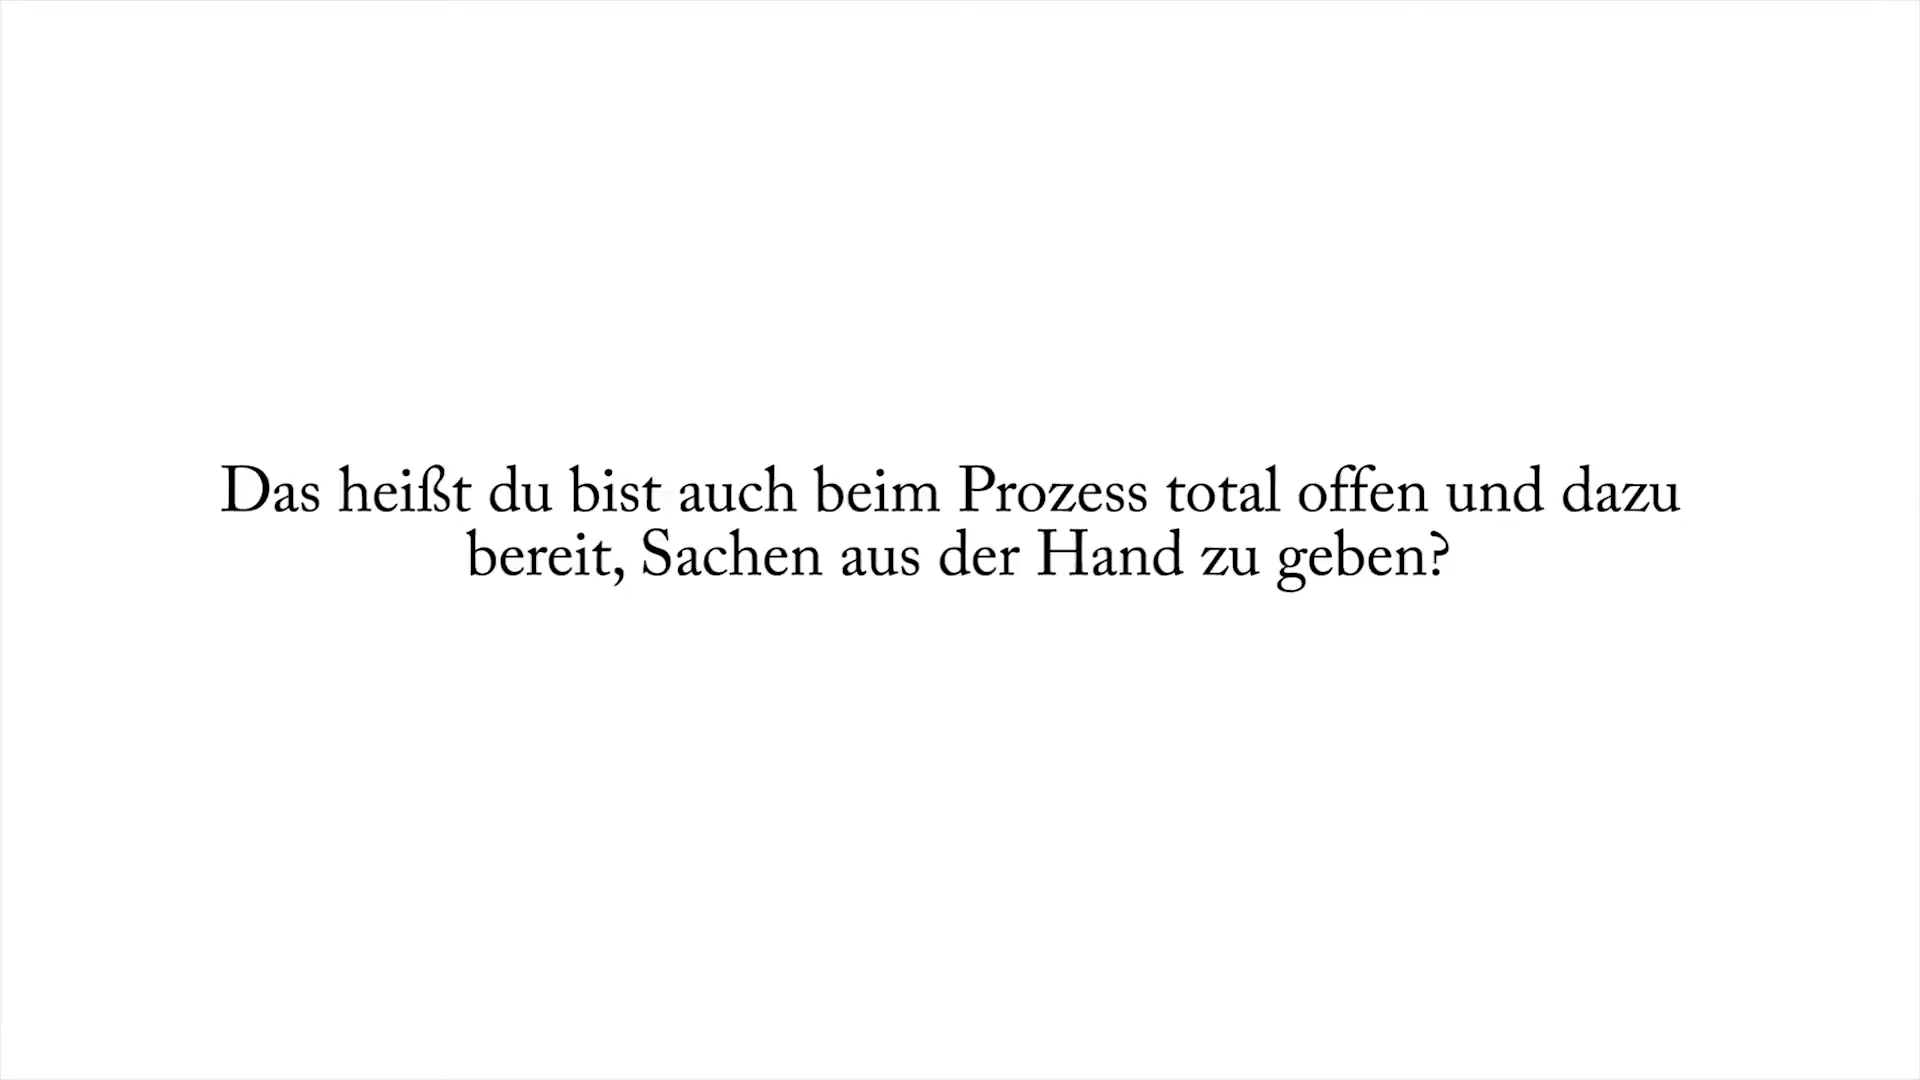 Das heißt du bist auch beim Prozess total offen und dazu
bereit, Sachen aus der Hand zu geben?